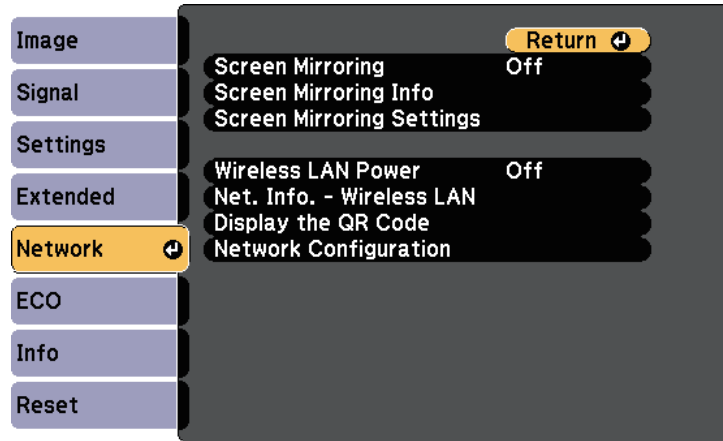 Image
Signal
Settings
Extended
Network
ECO
Info
Reset
Return
Screen Mirroring Off
Screen Mirroring Info
Screen Mirroring Settings
Wireless LAN Power Off
Net. Info. - Wireless LAN
Display the QR Code
Network Configuration